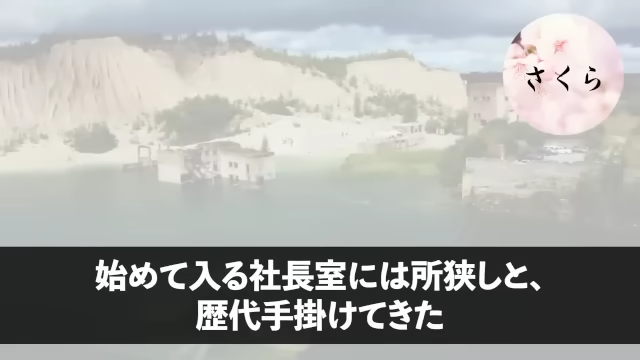 さくら
始めて入る社長室には所狭しと、
歴代手掛けてきた